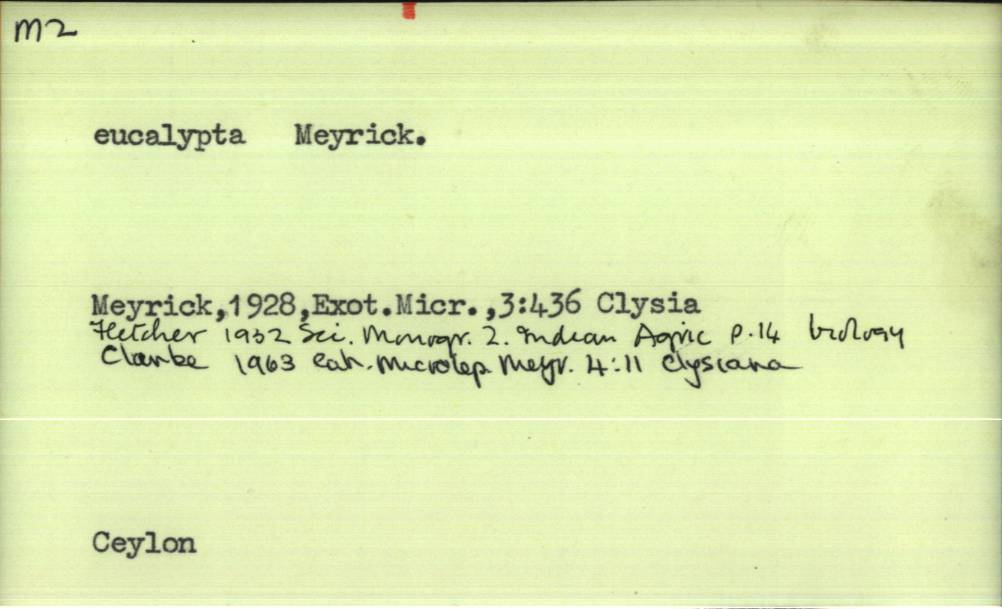 M2
eucalypta Meyrick.
Meyrick,1928,Exot.Micr.,3:436 Clysia
Fletcher 1932 Sci. Monogr. 2. Indian Agric p.14 biology
Clarke 1963 Cat. Microlep Meyr. 4:11 Clysiana
Ceylon